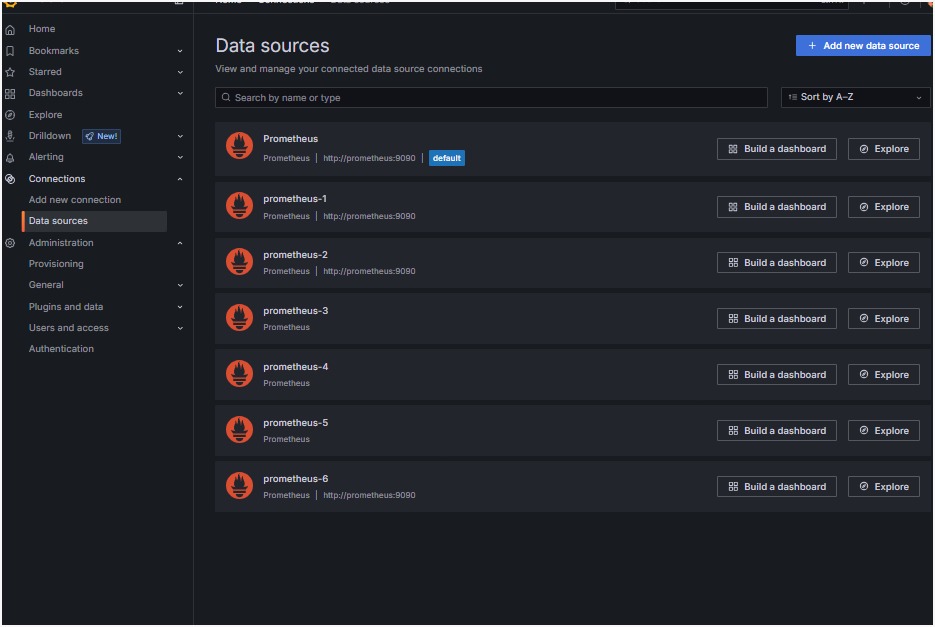 Home
Bookmarks
Starred
Dashboards
Explore
Drilldown New!
Alerting
Connections
Add new connection
Data sources
Administration
Provisioning
General
Plugins and data
Users and access
Authentication
Data sources
Add new data source
View and manage your connected data source connections
Search by name or type
Sort by A–Z
Prometheus
Prometheus | http://prometheus:9090 | default
Build a dashboard
Explore
prometheus-1
Prometheus | http://prometheus:9090
Build a dashboard
Explore
prometheus-2
Prometheus | http://prometheus:9090
Build a dashboard
Explore
prometheus-3
Prometheus
Build a dashboard
Explore
prometheus-4
Prometheus
Build a dashboard
Explore
prometheus-5
Prometheus
Build a dashboard
Explore
prometheus-6
Prometheus | http://prometheus:9090
Build a dashboard
Explore